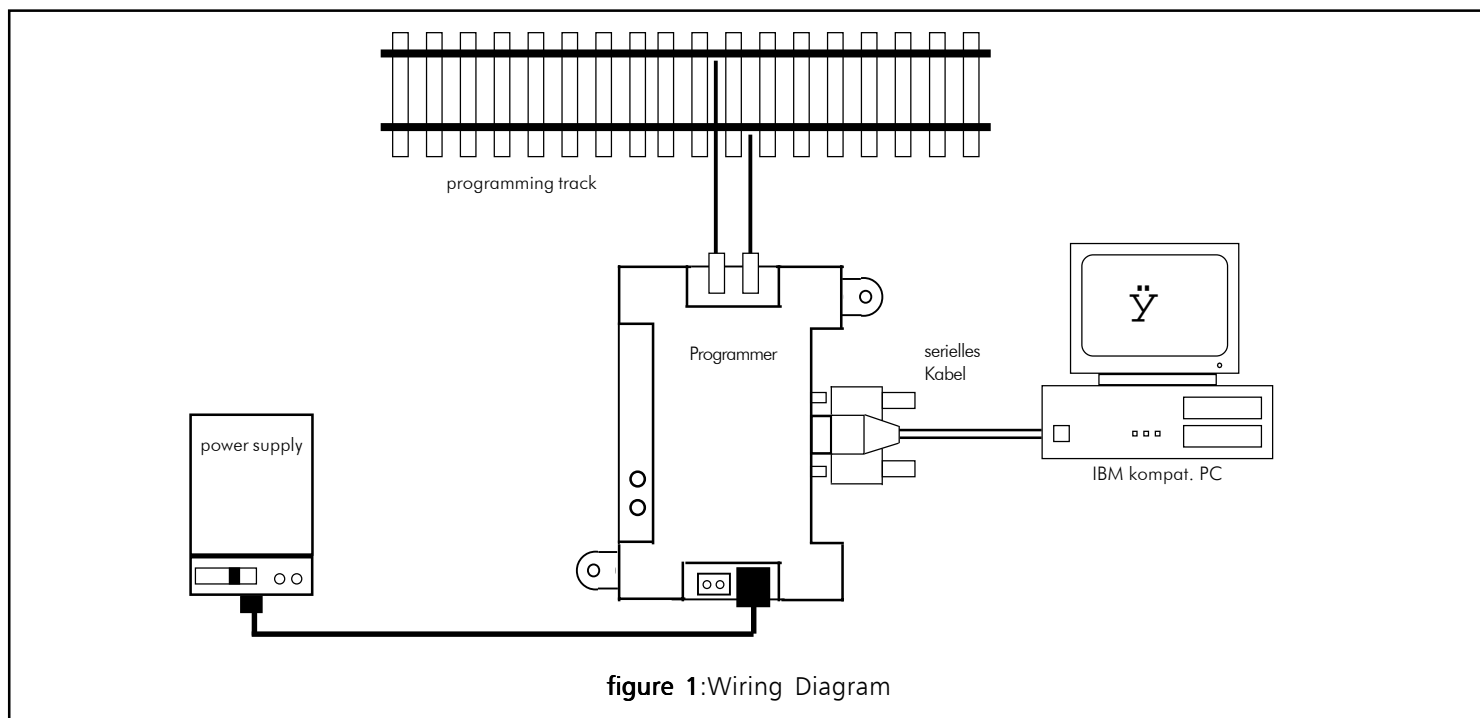 programming track
Programmer
serielles
Kabel
Ÿ
power supply
IBM kompat. PC
figure 1:Wiring Diagram